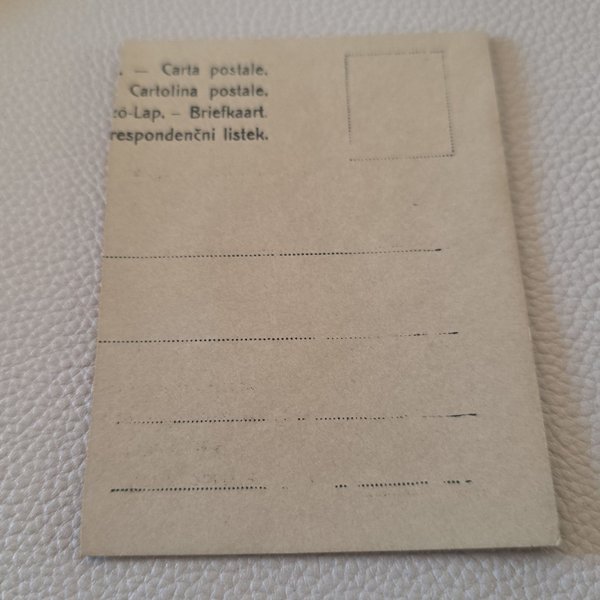 . — Carta postale.
Cartolina postale.
zó-Lap. – Briefkaart.
respondenčni listek.